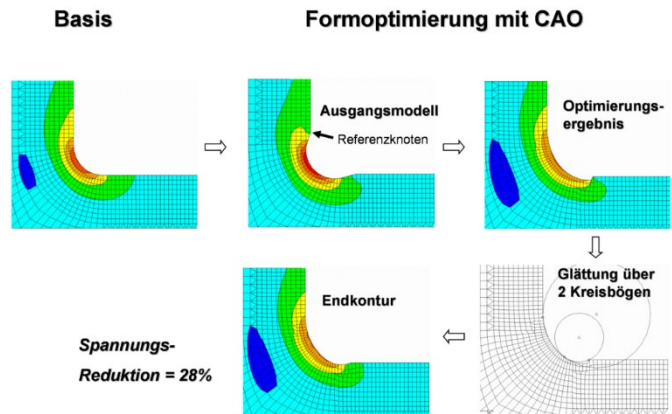 Basis
Formoptimierung mit CAO
Ausgangsmodell
Referenzknoten
Optimierungs-
ergebnis
Glättung über
2 Kreisbögen
Endkontur
Spannungs-
Reduktion = 28%